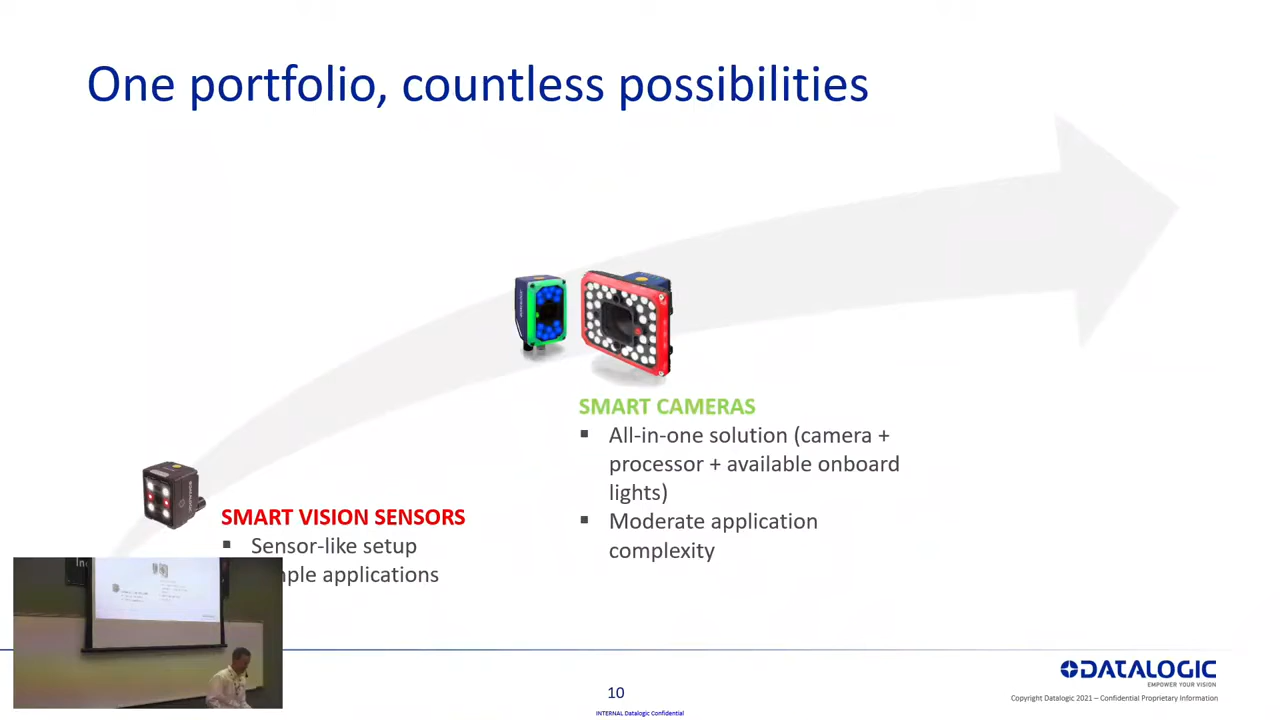 One portfolio, countless possibilities
SMART CAMERAS
▪ All-in-one solution (camera +
processor + available onboard
lights)
▪ Moderate application
complexity
SMART VISION SENSORS
▪ Sensor-like setup
applications
DATALOGIC
EMPOWER YOUR VISION
10
Copyright Datalogic 2021 – Confidential Proprietary Information
INTERNAL Datalogic Confidential